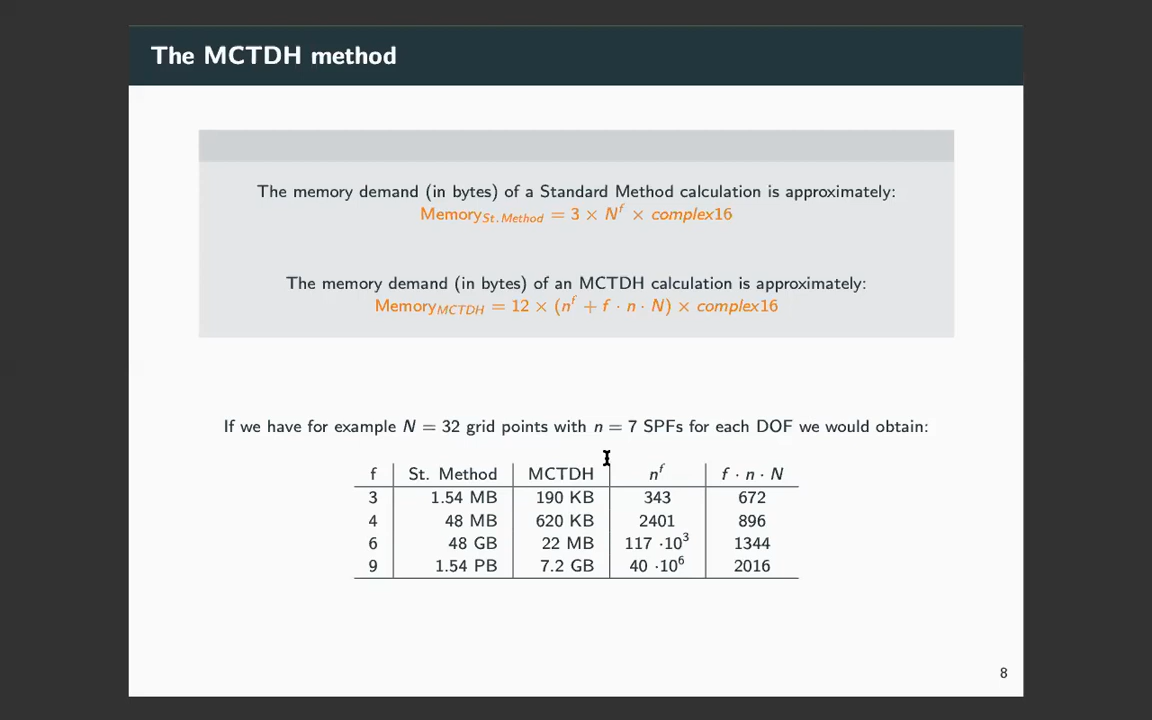 The MCTDH method
The memory demand (in bytes) of a Standard Method calculation is approximately:
Memory_{St.Method} = 3 × N^f × complex16
The memory demand (in bytes) of an MCTDH calculation is approximately:
Memory_{MCTDH} = 12 × (n^f + f · n · N) × complex16
If we have for example N = 32 grid points with n = 7 SPFs for each DOF we would obtain:
f St. Method MCTDH n^f f · n · N
3 1.54 MB 190 KB 343 672
4 48 MB 620 KB 2401 896
6 48 GB 22 MB 117 ·10^3 1344
9 1.54 PB 7.2 GB 40 ·10^6 2016
8